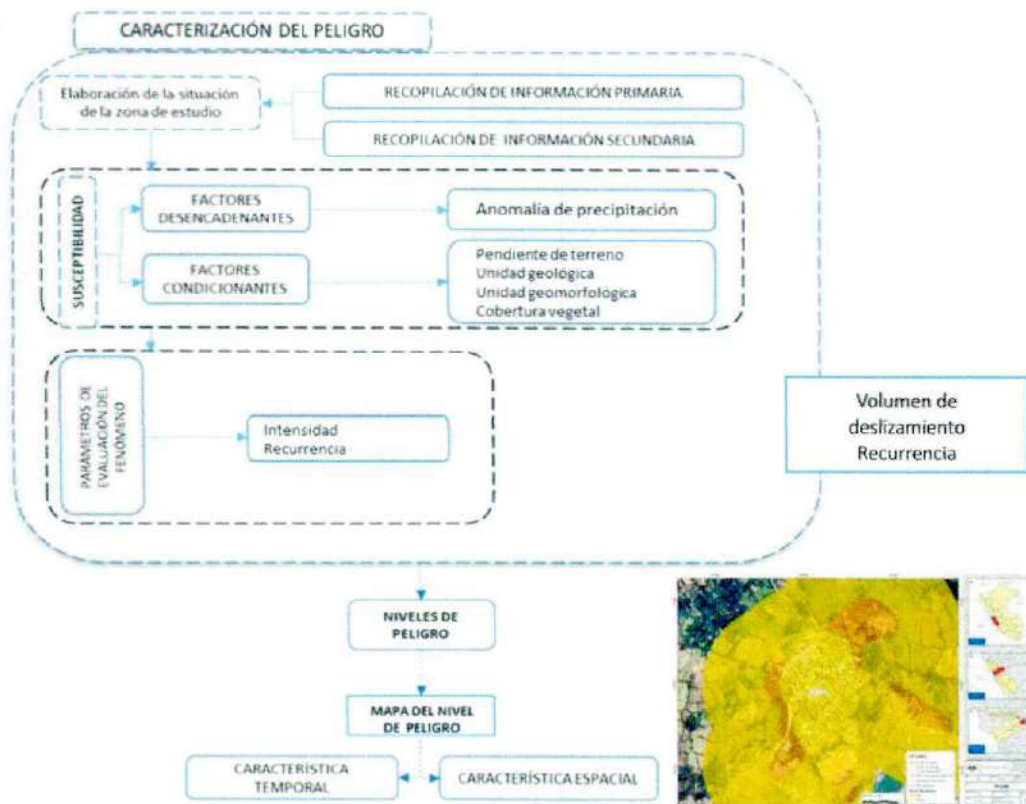 CARACTERIZACIÓN DEL PELIGRO
Elaboración de la situación
de la zona de estudio
RECOPILACIÓN DE INFORMACIÓN PRIMARIA
RECOPILACIÓN DE INFORMACIÓN SECUNDARIA
SUSCEPTIBILIDAD
FACTORES
DESENCADENANTES
Anomalía de precipitación
FACTORES
CONDICIONANTES
Pendiente de terreno
Unidad geológica
Unidad geomorfológica
Cobertura vegetal
PARAMETROS DE
EVALUACIÓN DEL
FENÓMENO
Intensidad
Recurrencia
Volumen de
deslizamiento
Recurrencia
NIVELES DE
PELIGRO
MAPA DEL NIVEL
DE PELIGRO
CARACTERÍSTICA
TEMPORAL
CARACTERÍSTICA ESPACIAL